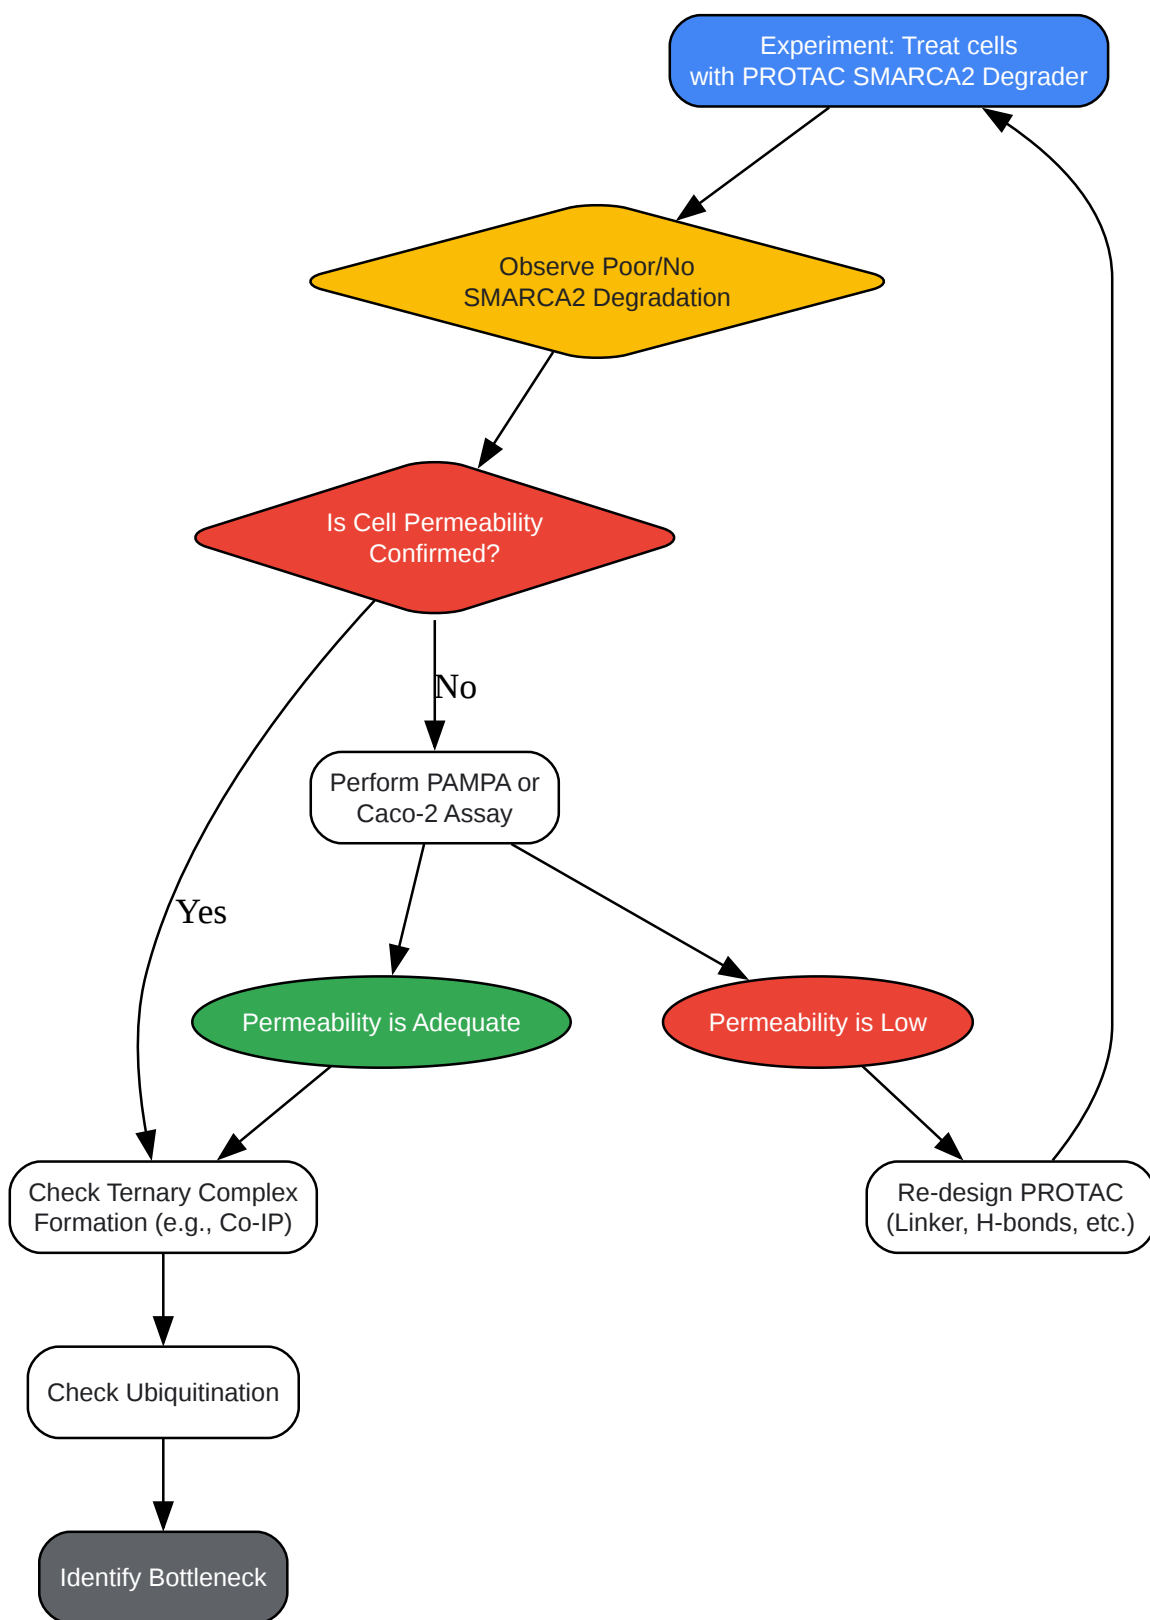 Experiment: Treat cells
with PROTAC SMARCA2 Degrader
Observe Poor/No
SMARCA2 Degradation
Is Cell Permeability
Confirmed?
No
Perform PAMPA or
Caco-2 Assay
Yes
Permeability is Adequate
Permeability is Low
Check Ternary Complex
Formation (e.g., Co-IP)
Re-design PROTAC
(Linker, H-bonds, etc.)
Check Ubiquitination
Identify Bottleneck